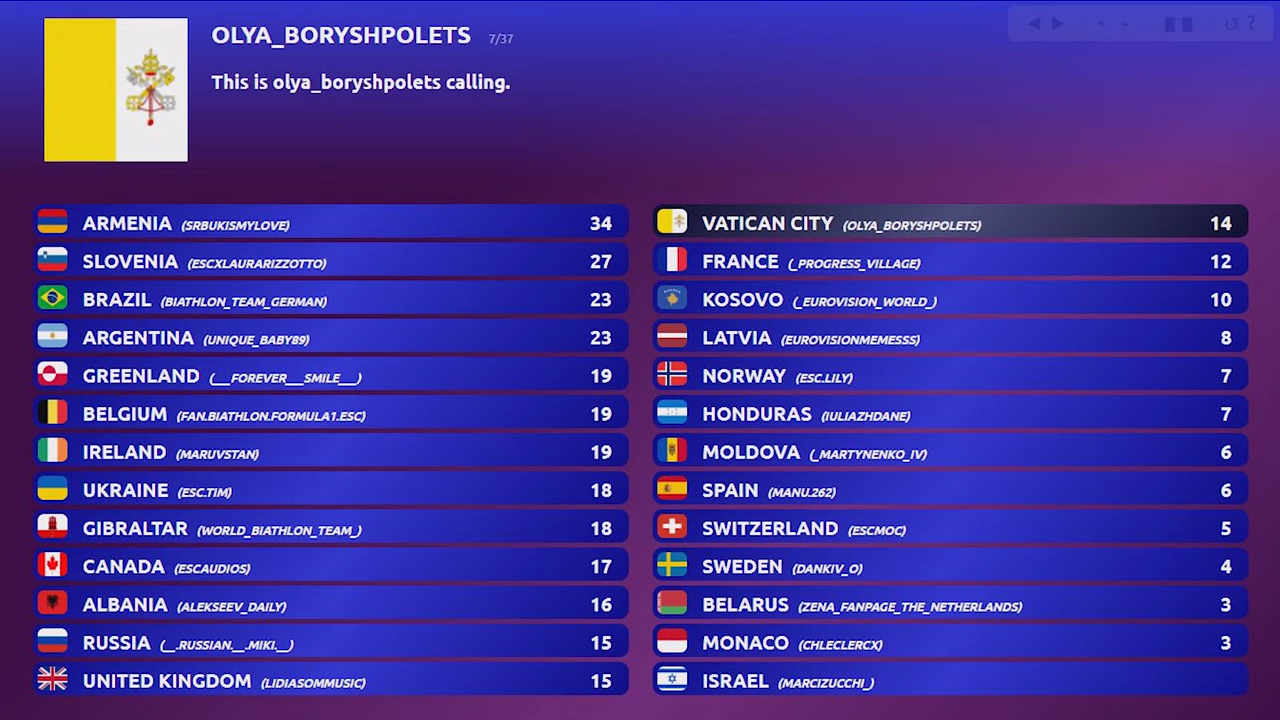 OLYA_BORYSHPOLETS 7/37
This is olya_boryshpolets calling.
ARMENIA (SRBUKISMYLOVE) 34
SLOVENIA (ESCXLAURARIZZOTTO) 27
BRAZIL (BIATHLON_TEAM_GERMAN) 23
ARGENTINA (UNIQUE_BABY89) 23
GREENLAND (__FOREVER__SMILE__) 19
BELGIUM (FAN.BIATHLON.FORMULA1.ESC) 19
IRELAND (MARUVSTAN) 19
UKRAINE (ESC.TIM) 18
GIBRALTAR (WORLD_BIATHLON_TEAM_) 18
CANADA (ESCAUDIOS) 17
ALBANIA (ALEKSEEV_DAILY) 16
RUSSIA (__.RUSSIAN.__.MIKI.__) 15
UNITED KINGDOM (LIDIASOMMUSIC) 15
VATICAN CITY (OLYA_BORYSHPOLETS) 14
FRANCE (_PROGRESS_VILLAGE) 12
KOSOVO (_EUROVISION_WORLD_) 10
LATVIA (EUROVISIONMEMESSS) 8
NORWAY (ESC.LILY) 7
HONDURAS (IULIAZHDANE) 7
MOLDOVA (_MARTYNENKO_IV) 6
SPAIN (MANU.262) 6
SWITZERLAND (ESCMOC) 5
SWEDEN (DANKIV_O) 4
BELARUS (ZENA_FANPAGE_THE_NETHERLANDS) 3
MONACO (CHLECLERCX) 3
ISRAEL (MARCIZUCCHI_)